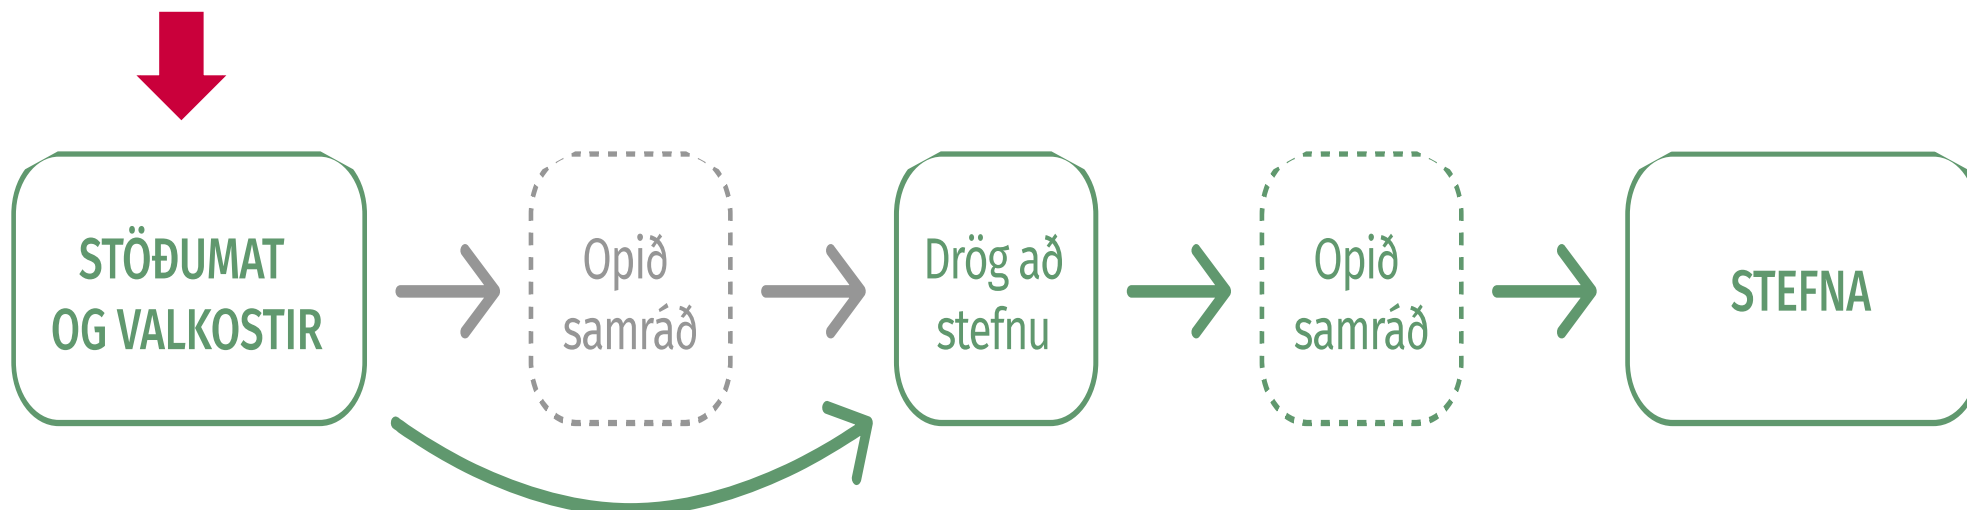 STÖÐUMAT
OG VALKOSTIR
Opið
samráð
Drög að
stefnu
Opið
samráð
STEFNA